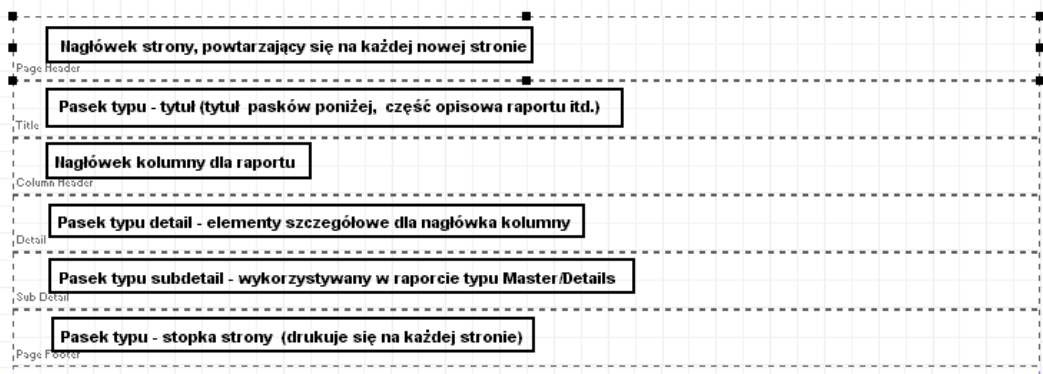 Nagłówek strony, powtarzający się na każdej nowej stronie
Page Header
Pasek typu - tytuł (tytuł pasków poniżej, część opisowa raportu itd.)
Title
Nagłówek kolumny dla raportu
Column Header
Pasek typu detail - elementy szczegółowe dla nagłówka kolumny
Detail
Pasek typu subdetail - wykorzystywany w raporcie typu Master/Details
Sub Detail
Pasek typu - stopka strony (drukuje się na każdej stronie)
Page Footer